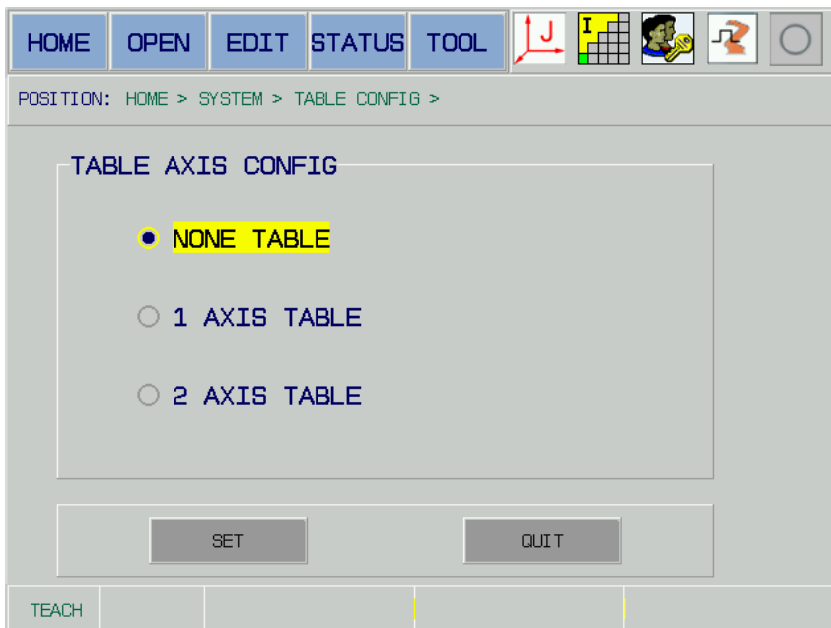 HOME OPEN EDIT STATUS TOOL J I
POSITION: HOME > SYSTEM > TABLE CONFIG >
TABLE AXIS CONFIG
NONE TABLE
1 AXIS TABLE
2 AXIS TABLE
SET QUIT
TEACH